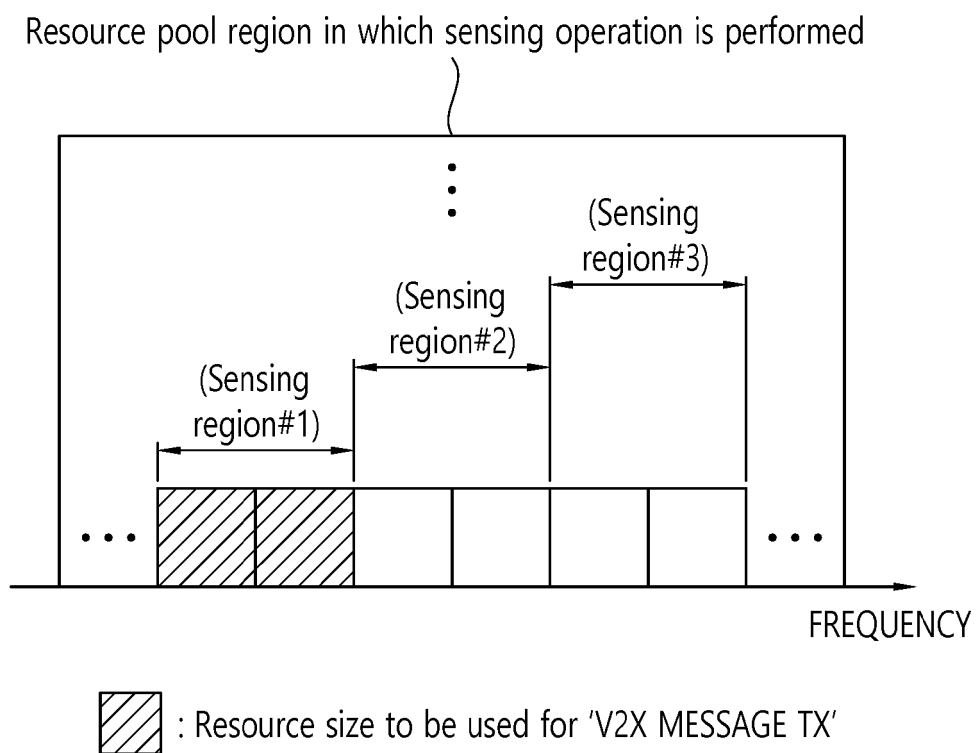 Resource pool region in which sensing operation is performed
(Sensing
region#3)
(Sensing
region#2)
(Sensing
region#1)
FREQUENCY
: Resource size to be used for 'V2X MESSAGE TX'